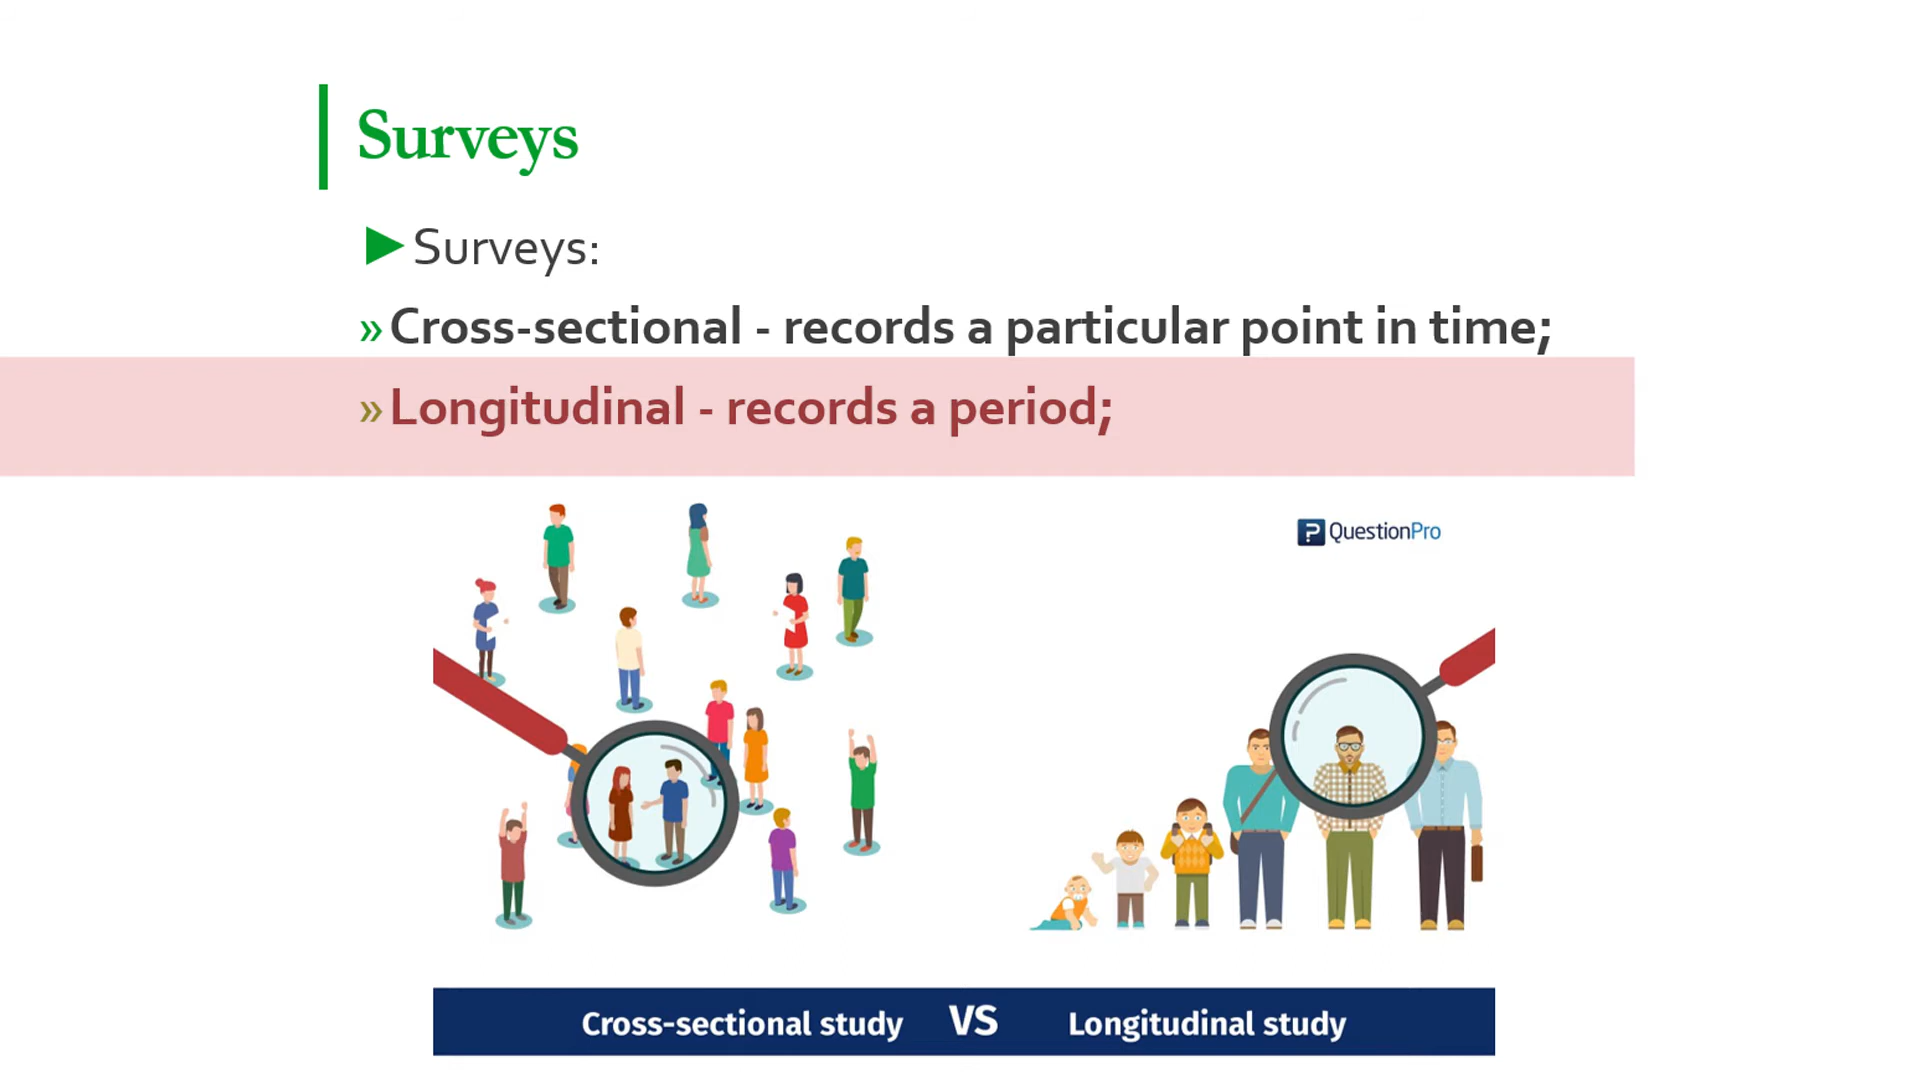 Surveys
Surveys:
» Cross-sectional - records a particular point in time;
» Longitudinal - records a period;
QuestionPro
Cross-sectional study VS Longitudinal study